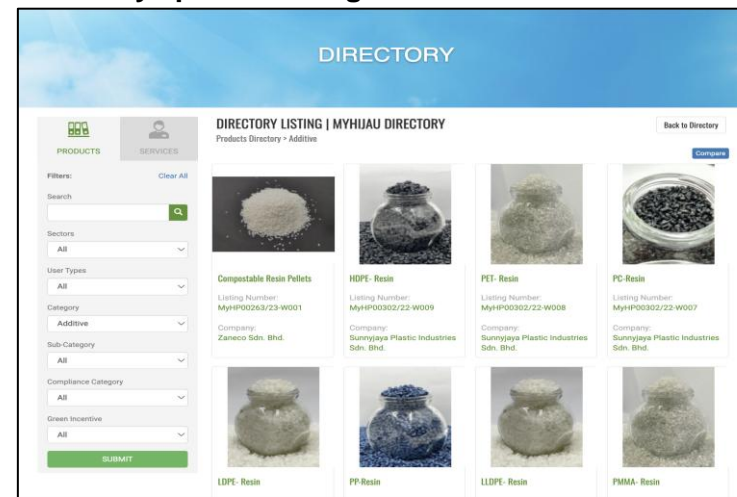 DIRECTORY
PRODUCTS
SERVICES
Filters:
Clear All
Search
Sectors
All
User Types
All
Category
Additive
Sub-Category
All
Compliance Category
All
Green Incentive
All
SUBMIT
DIRECTORY LISTING | MYHIJAU DIRECTORY
Products Directory > Additive
Back to Directory
Compare
Compostable Resin Pellets
Listing Number:
MyHP00263/23-W001
Company:
Zaneco Sdn. Bhd.
HDPE- Resin
Listing Number:
MyHP00302/22-W009
Company:
Sunnyjaya Plastic Industries
Sdn. Bhd.
PET- Resin
Listing Number:
MyHP00302/22-W008
Company:
Sunnyjaya Plastic Industries
Sdn. Bhd.
PC-Resin
Listing Number:
MyHP00302/22-W007
Company:
Sunnyjaya Plastic Industries
Sdn. Bhd.
LDPE- Resin
PP-Resin
LLDPE- Resin
PMMA- Resin